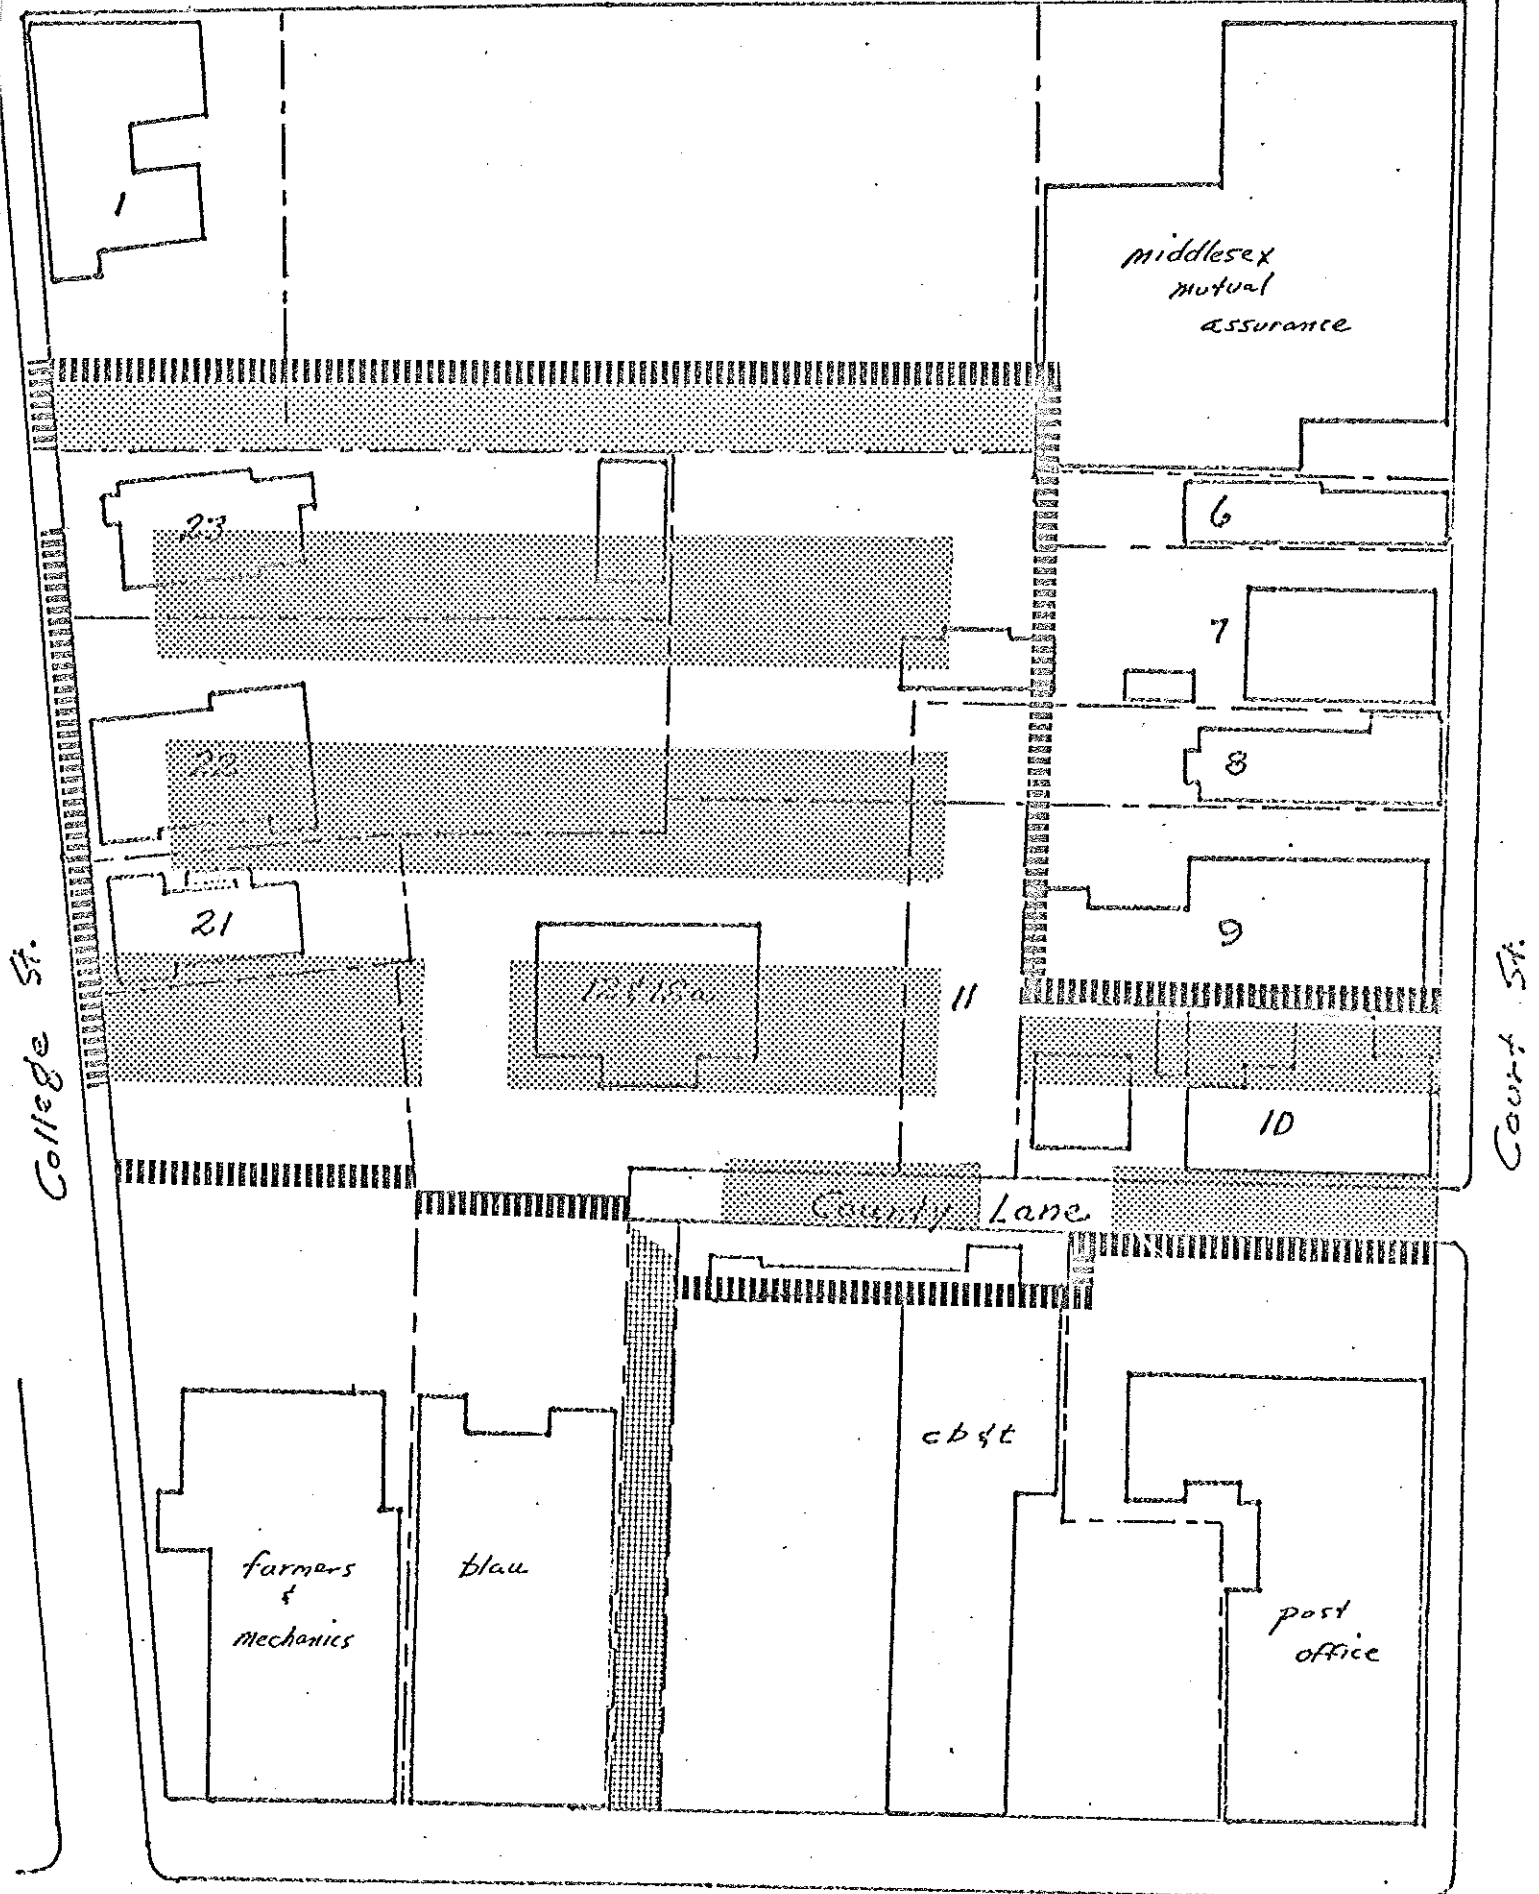 1
middlesex
mutual
assurance
23
6
7
22
8
21
9
11
10
College St.
Court St.
County Lane
cb&t
farmers
&
mechanics
blau
post
office